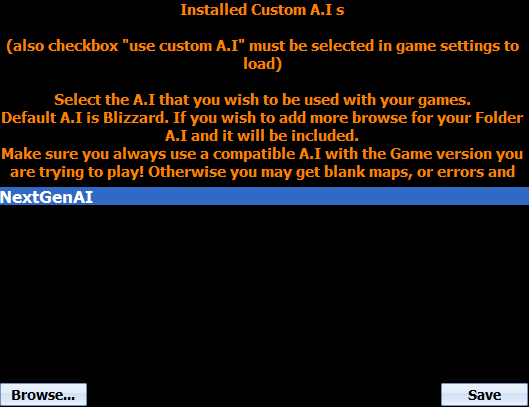 Installed Custom A.I s
(also checkbox "use custom A.I" must be selected in game settings to
load)
Select the A.I that you wish to be used with your games.
Default A.I is Blizzard. If you wish to add more browse for your Folder
A.I and it will be included.
Make sure you always use a compatible A.I with the Game version you
are trying to play! Otherwise you may get blank maps, or errors and
NextGenAI
Browse...
Save